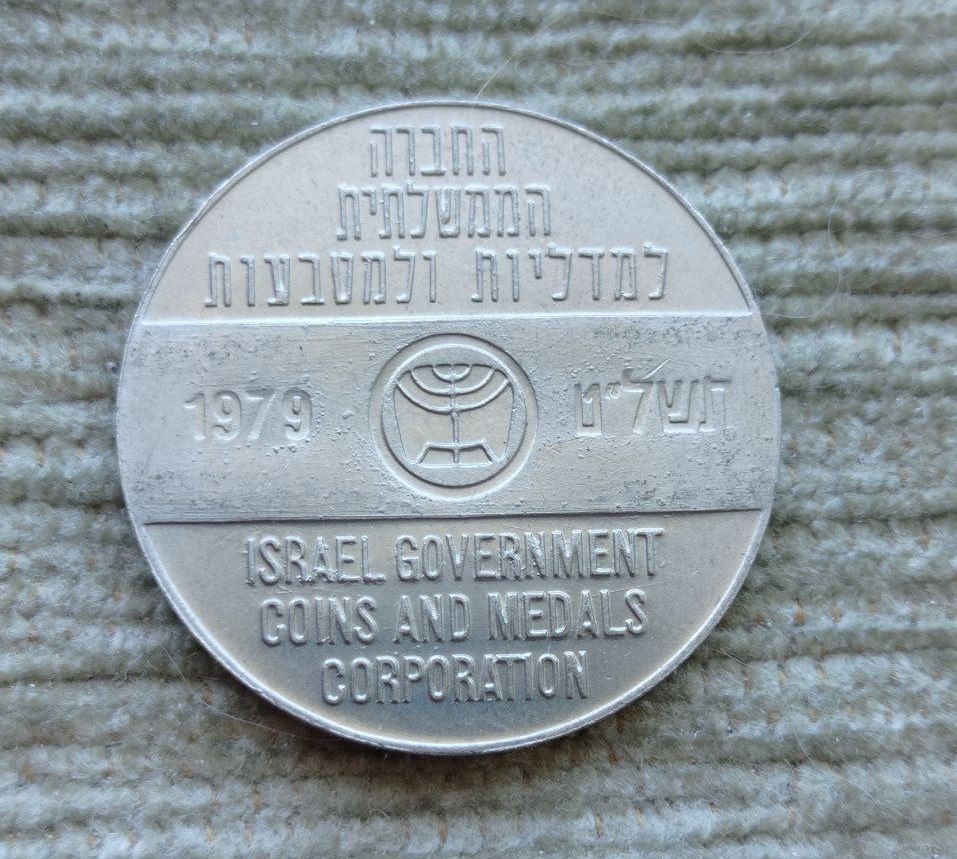 החברה
הממשלתית
למדליות ולמטבעות
1979 תשל"ט
ISRAEL GOVERNMENT
COINS AND MEDALS
CORPORATION